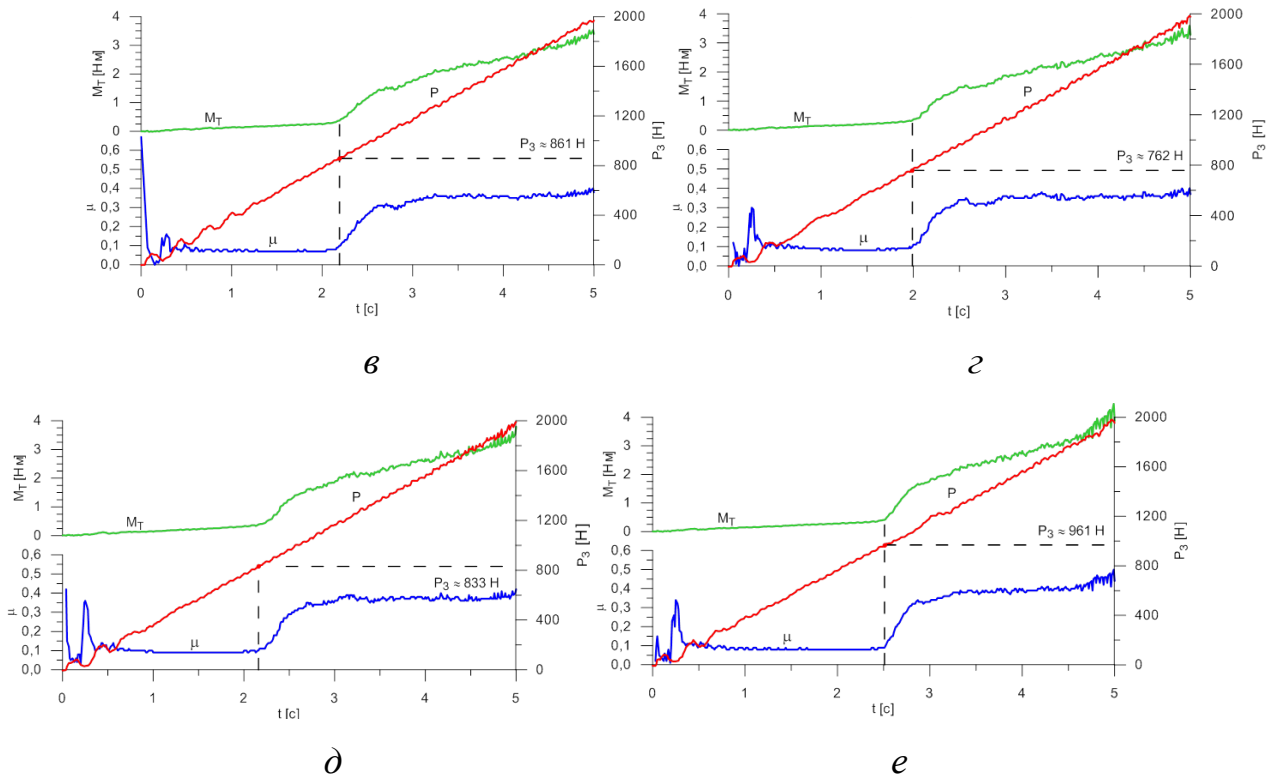 4
3
2
1
0
M_T [Нм]
M_T
P
P_3 ≈ 861 Н
2000
1600
1200
800
400
0
P_3 [Н]
0,6
0,5
0,4
0,3
0,2
0,1
0,0
μ
μ
0 1 2 3 4 5
t [с]
в
4
3
2
1
0
M_T [Нм]
M_T
P
P_3 ≈ 762 Н
2000
1600
1200
800
400
0
P_3 [Н]
0,6
0,5
0,4
0,3
0,2
0,1
0,0
μ
μ
0 1 2 3 4 5
t [с]
г
4
3
2
1
0
M_T [Нм]
M_T
P
P_3 ≈ 833 Н
2000
1600
1200
800
400
0
P_3 [Н]
0,6
0,5
0,4
0,3
0,2
0,1
0,0
μ
μ
0 1 2 3 4 5
t [с]
д
4
3
2
1
0
M_T [Нм]
M_T
P
P_3 ≈ 961 Н
2000
1600
1200
800
400
0
P_3 [Н]
0,6
0,5
0,4
0,3
0,2
0,1
0,0
μ
μ
0 1 2 3 4 5
t [с]
е